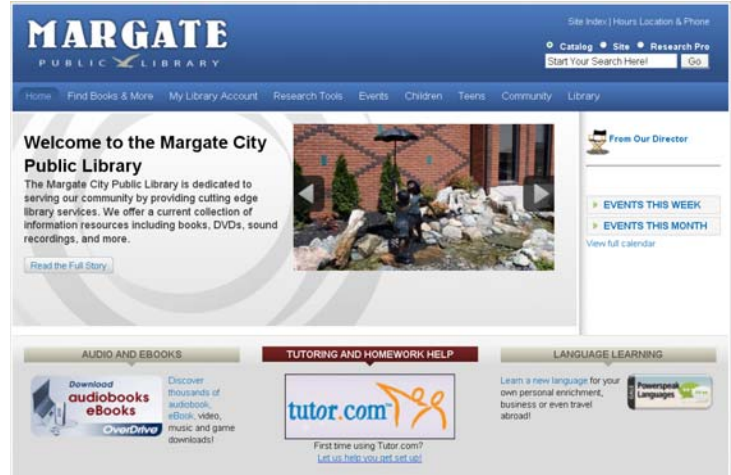 MARGATE
PUBLIC LIBRARY
Site Index | Hours Location & Phone
Catalog Site Research Pro
Start Your Search Here! Go
Home Find Books & More My Library Account Research Tools Events Children Teens Community Library
Welcome to the Margate City
Public Library
The Margate City Public Library is dedicated to
serving our community by providing cutting edge
library services. We offer a current collection of
information resources including books, DVDs, sound
recordings, and more.
Read the Full Story
From Our Director
EVENTS THIS WEEK
EVENTS THIS MONTH
View full calendar
AUDIO AND EBOOKS
Download
audiobooks
eBooks
OverDrive
Discover
thousands of
audiobook,
eBook, video,
music and game
downloads!
TUTORING AND HOMEWORK HELP
tutor.com
First time using Tutor.com?
Let us help you get set up!
LANGUAGE LEARNING
Learn a new language for your
own personal enrichment,
business or even travel
abroad!
Powerspeak
Languages